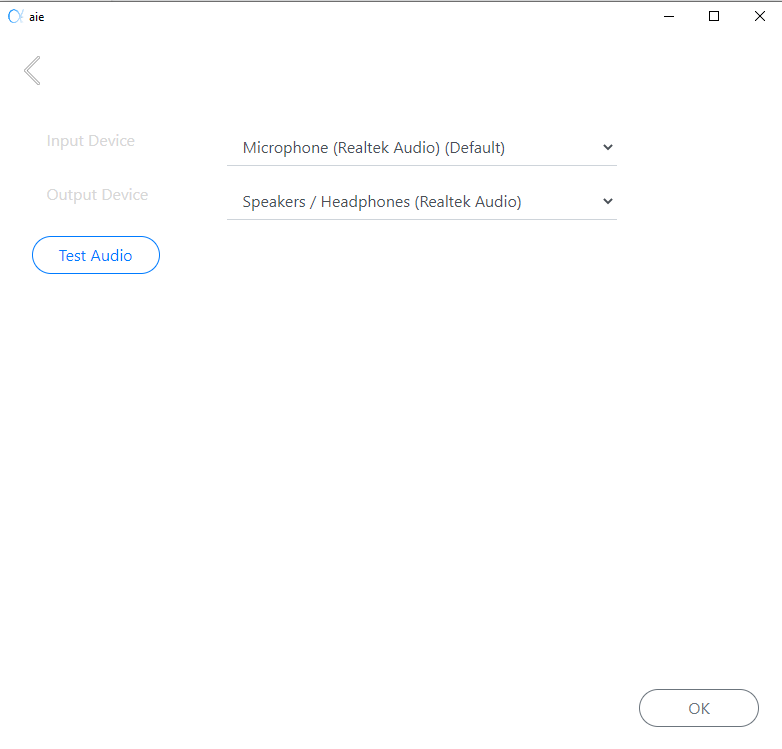 aie
Input Device
Microphone (Realtek Audio) (Default)
Output Device
Speakers / Headphones (Realtek Audio)
Test Audio
OK